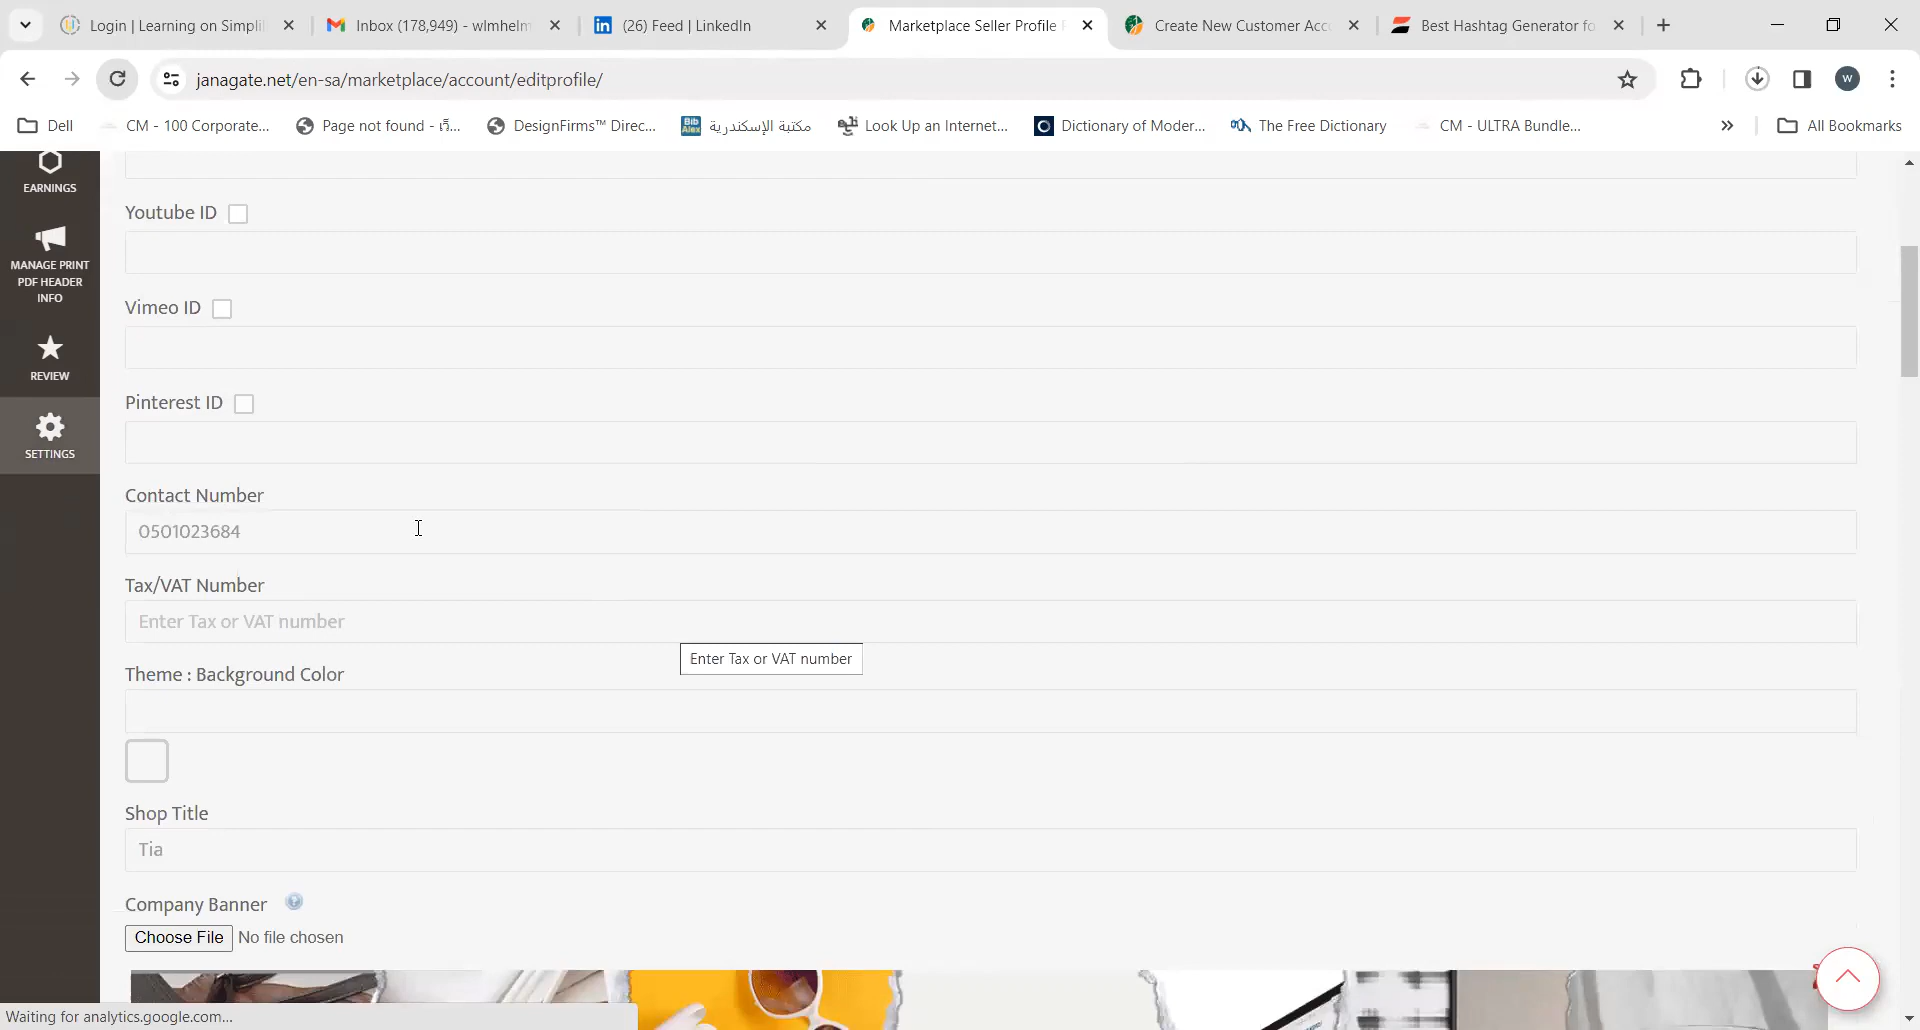 Login | Learning on Simpli
Inbox (178,949) - wlmhelm
(26) Feed | LinkedIn
Marketplace Seller Profile
Create New Customer Acc
Best Hashtag Generator fo
janagate.net/en-sa/marketplace/account/editprofile/
W
Dell
CM - 100 Corporate...
Page not found -
DesignFirms™ Direc...
Bib Alex
مكتبة الإسكندرية
Look Up an Internet...
Dictionary of Moder...
The Free Dictionary
CM - ULTRA Bundle...
All Bookmarks
EARNINGS
MANAGE PRINT
PDF HEADER
INFO
REVIEW
SETTINGS
Youtube ID
Vimeo ID
Pinterest ID
Contact Number
0501023684
Tax/VAT Number
Enter Tax or VAT number
Enter Tax or VAT number
Theme : Background Color
Shop Title
Tia
Company Banner
Choose File No file chosen
Waiting for analytics.google.com...